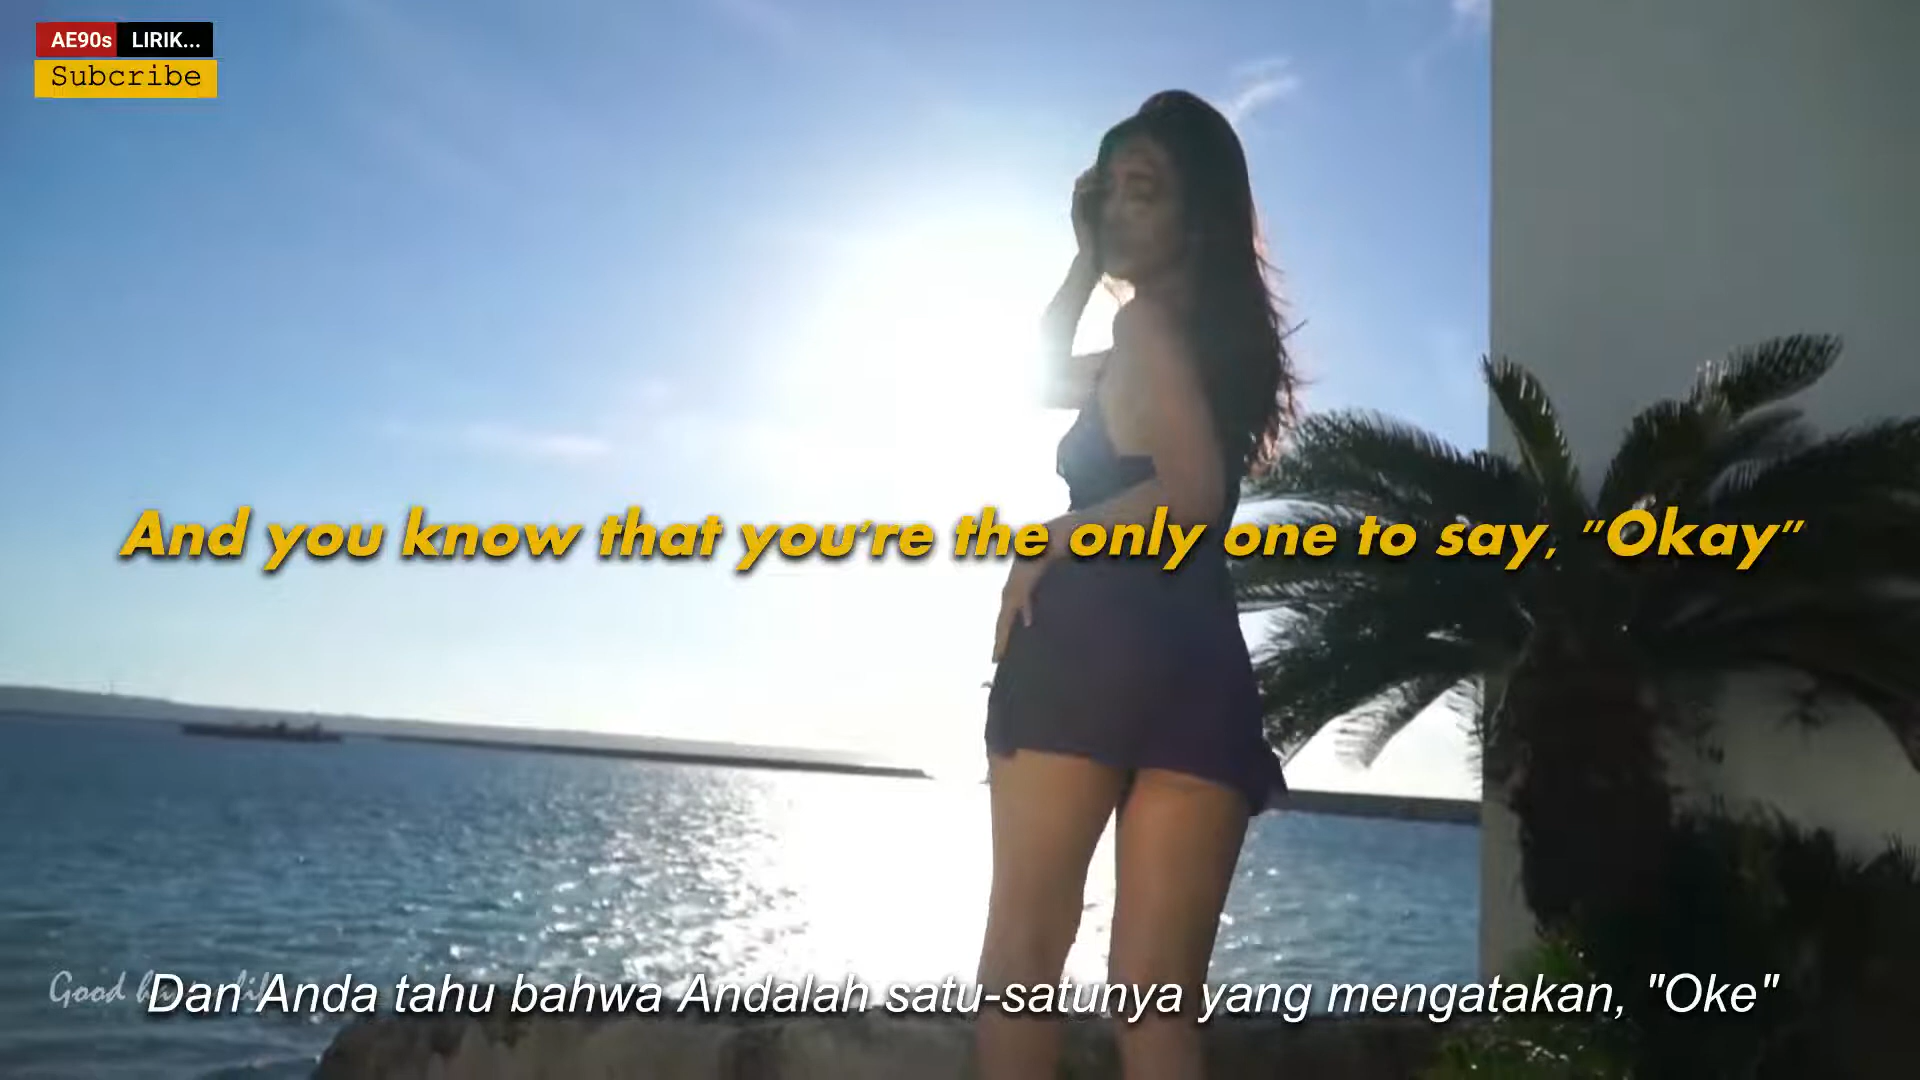 AE90s LIRIK...
Subcribe
And you know that you're the only one to say, "Okay"
Good
Dan Anda tahu bahwa Andalah satu-satunya yang mengatakan, "Oke"